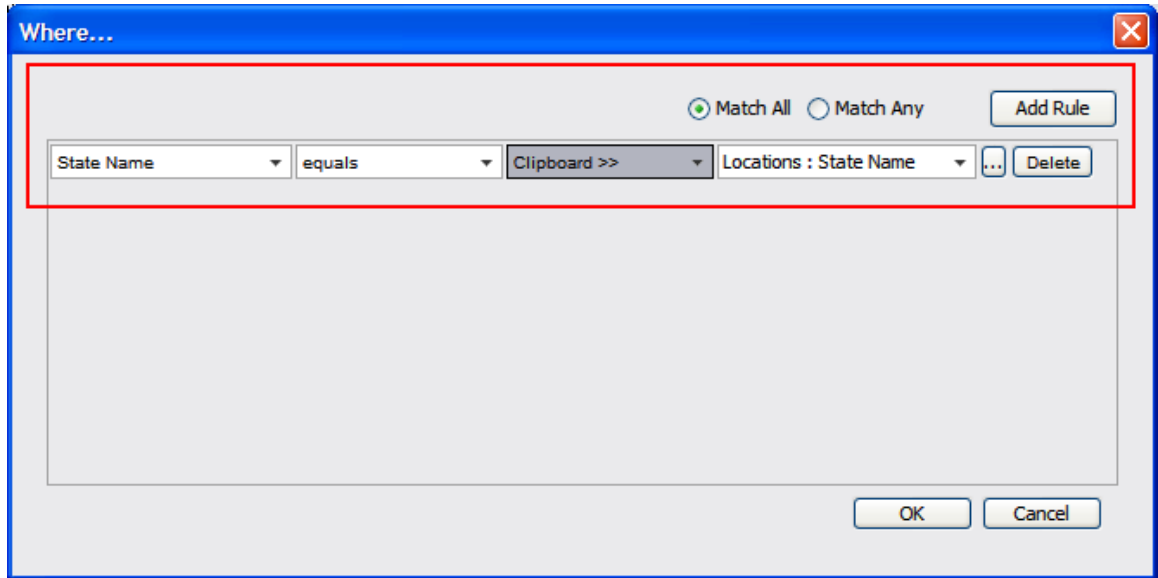 Where...
Match All Match Any Add Rule
State Name equals Clipboard >> Locations : State Name ... Delete
OK Cancel